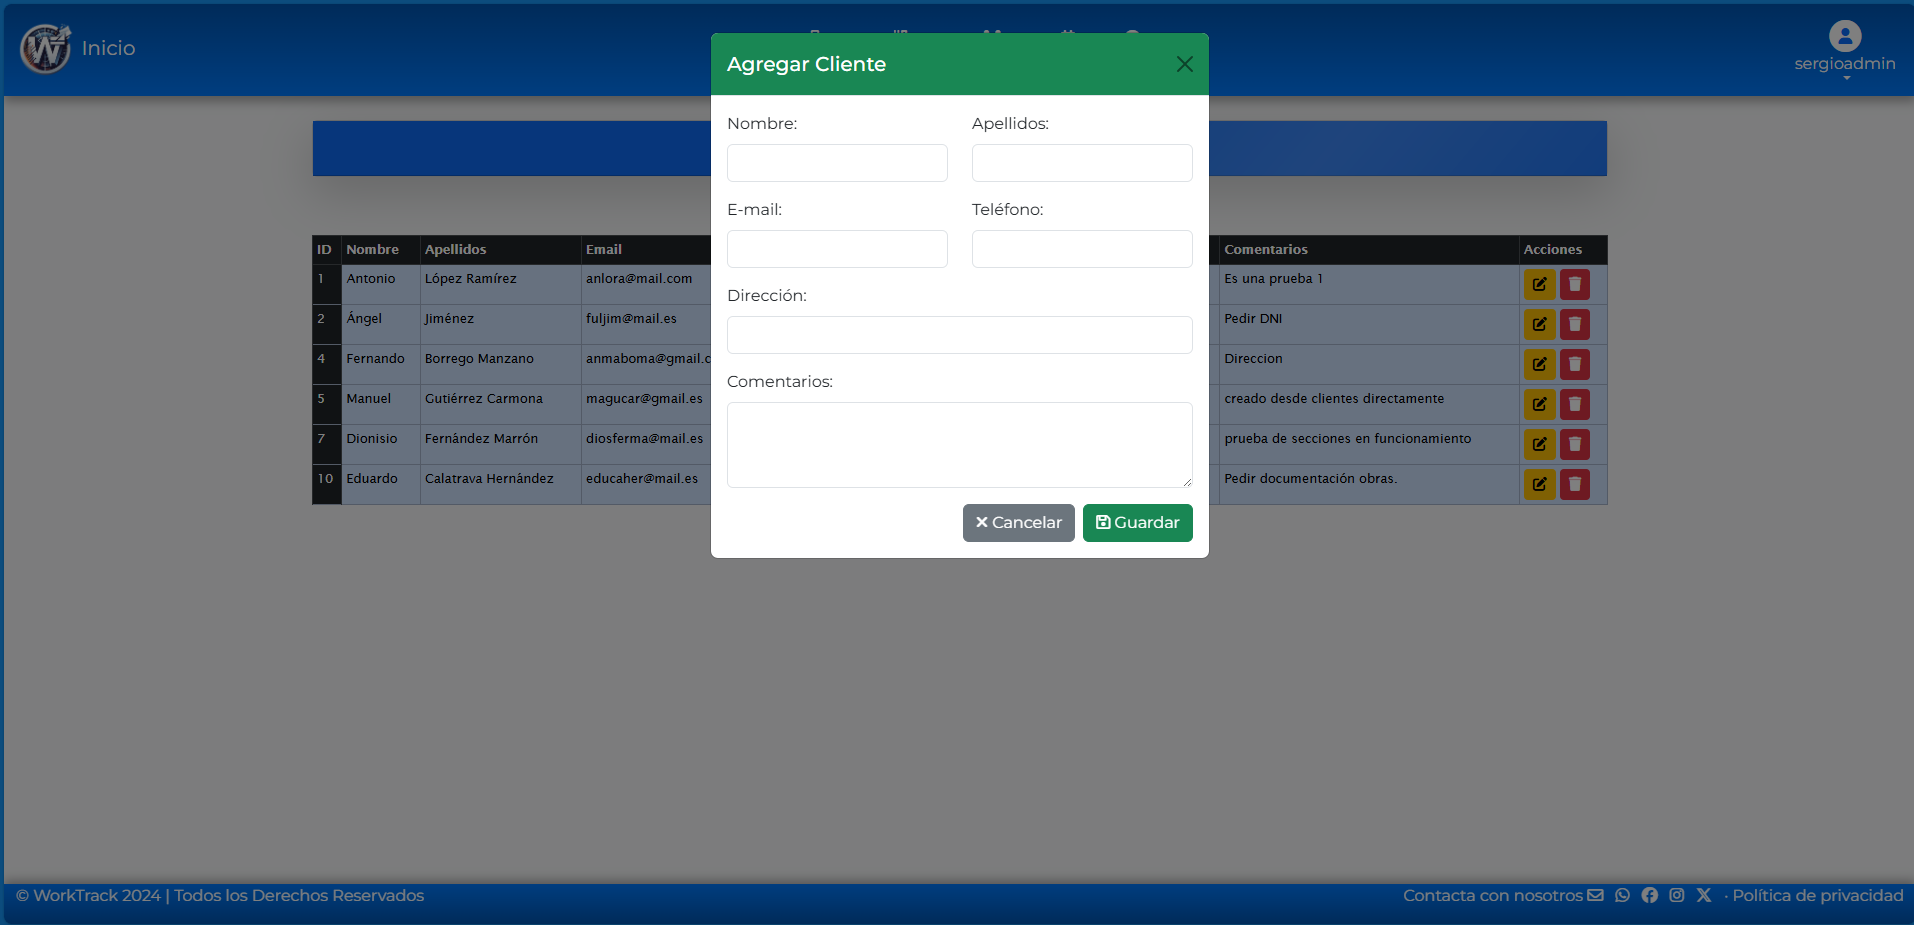 Inicio
sergioadmin
Agregar Cliente
Nombre:
Apellidos:
E-mail:
Teléfono:
Dirección:
Comentarios:
Cancelar
Guardar
ID Nombre Apellidos Email Comentarios Acciones
1 Antonio López Ramírez anlora@mail.com Es una prueba 1
2 Ángel Jiménez fuljim@mail.es Pedir DNI
4 Fernando Borrego Manzano anmaboma@gmail.c Direccion
5 Manuel Gutiérrez Carmona magucar@gmail.es creado desde clientes directamente
7 Dionisio Fernández Marrón diosferma@mail.es prueba de secciones en funcionamiento
10 Eduardo Calatrava Hernández educaher@mail.es Pedir documentación obras.
© WorkTrack 2024 | Todos los Derechos Reservados
Contacta con nosotros · Política de privacidad